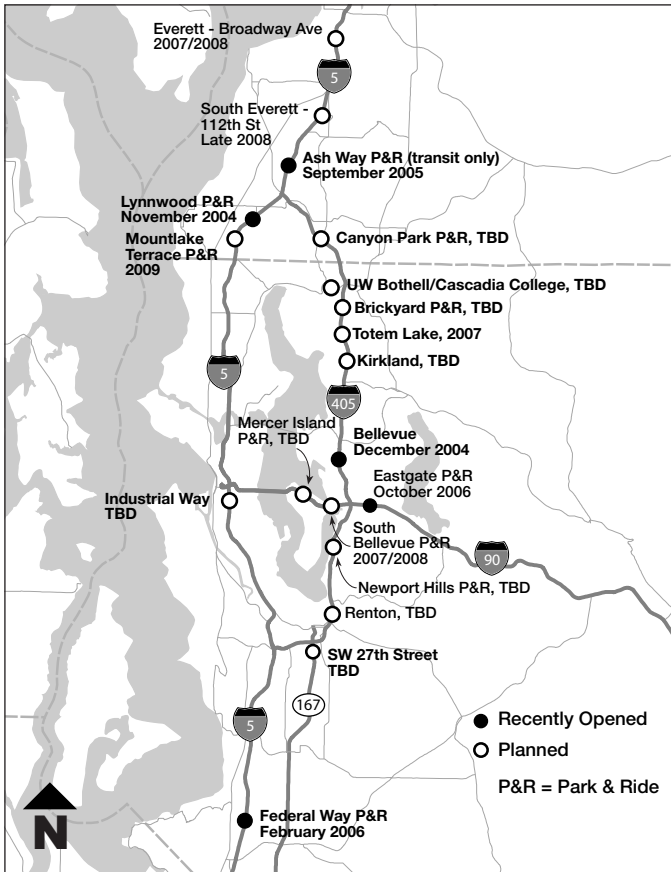 Everett - Broadway Ave
2007/2008
5
South Everett -
112th St
Late 2008
Ash Way P&R (transit only)
September 2005
Lynnwood P&R
November 2004
Mountlake
Terrace P&R
2009
Canyon Park P&R, TBD
UW Bothell/Cascadia College, TBD
Brickyard P&R, TBD
Totem Lake, 2007
Kirkland, TBD
5
405
Mercer Island
P&R, TBD
Bellevue
December 2004
Eastgate P&R
October 2006
Industrial Way
TBD
South
Bellevue P&R
2007/2008
90
Newport Hills P&R, TBD
Renton, TBD
SW 27th Street
TBD
167
5
Recently Opened
Planned
P&R = Park & Ride
Federal Way P&R
February 2006
N